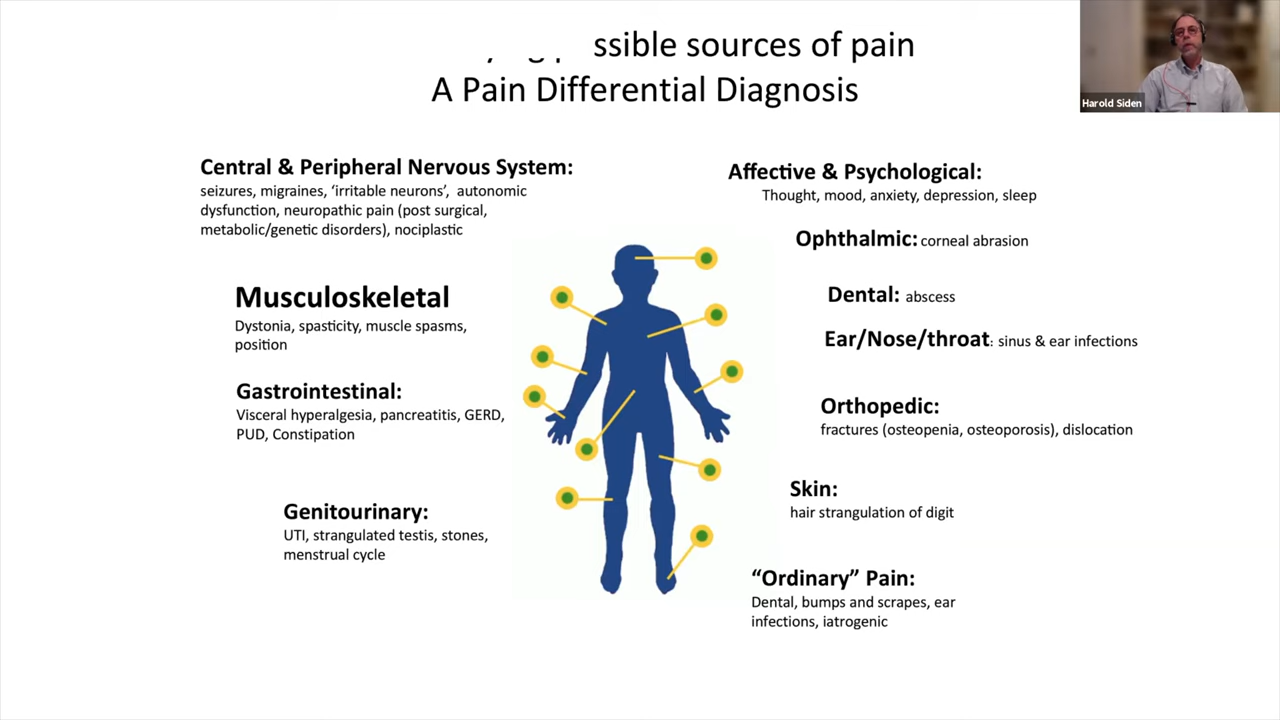 ssible sources of pain
A Pain Differential Diagnosis
Harold Siden
Central & Peripheral Nervous System:
seizures, migraines, ‘irritable neurons’, autonomic
dysfunction, neuropathic pain (post surgical,
metabolic/genetic disorders), nociplastic
Musculoskeletal
Dystonia, spasticity, muscle spasms,
position
Gastrointestinal:
Visceral hyperalgesia, pancreatitis, GERD,
PUD, Constipation
Genitourinary:
UTI, strangulated testis, stones,
menstrual cycle
Affective & Psychological:
Thought, mood, anxiety, depression, sleep
Ophthalmic: corneal abrasion
Dental: abscess
Ear/Nose/throat: sinus & ear infections
Orthopedic:
fractures (osteopenia, osteoporosis), dislocation
Skin:
hair strangulation of digit
“Ordinary” Pain:
Dental, bumps and scrapes, ear
infections, iatrogenic